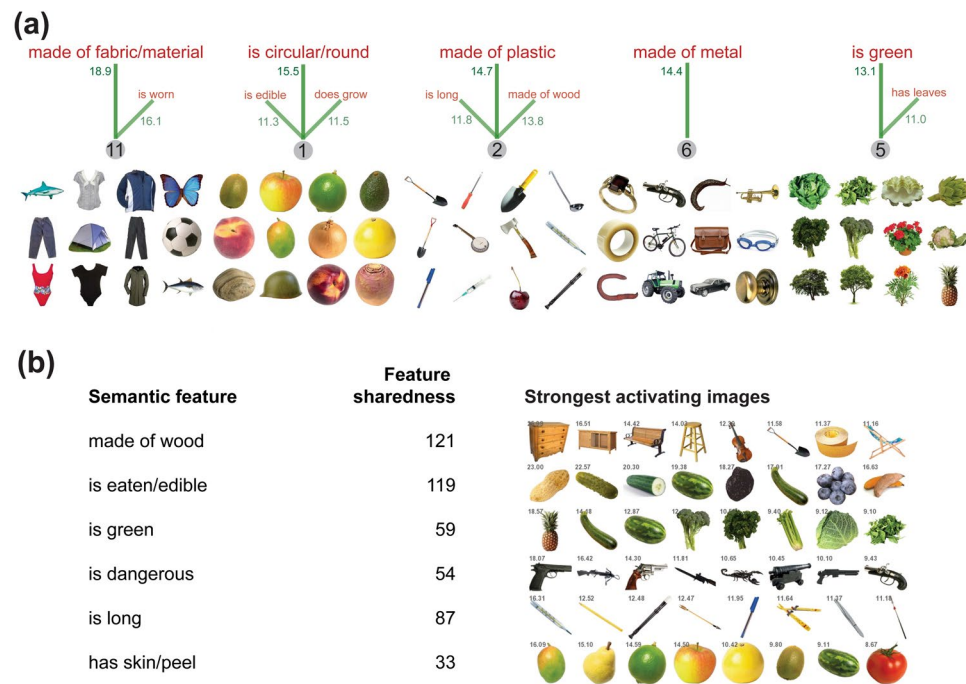 (a)
made of fabric/material is circular/round made of plastic made of metal is green
18.9 15.5 14.7 14.4 13.1
is worn is edible does grow is long made of wood has leaves
16.1 11.3 11.5 11.8 13.8 11.0
11 1 2 6 5
(b)
Semantic feature Feature sharedness Strongest activating images
made of wood 121 16.51 14.42 11.58 11.37 11.16
is eaten/edible 119 23.00 22.57 20.30 19.38 18.27 17.27 16.63
is green 59 18.57 12.87 9.40 9.12 9.10
is dangerous 54 18.07 16.42 14.30 11.81 10.65 10.45 10.10 9.43
is long 87 16.31 12.52 12.48 12.47 11.95 11.64 11.37 11.18
has skin/peel 33 16.09 15.10 14.59 14.50 10.42 9.80 9.11 8.67